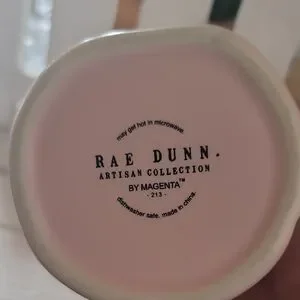 may get hot in microwave.
RAE DUNN.
ARTISAN COLLECTION
BY MAGENTA™
- 213 -
dishwasher safe. made in china.